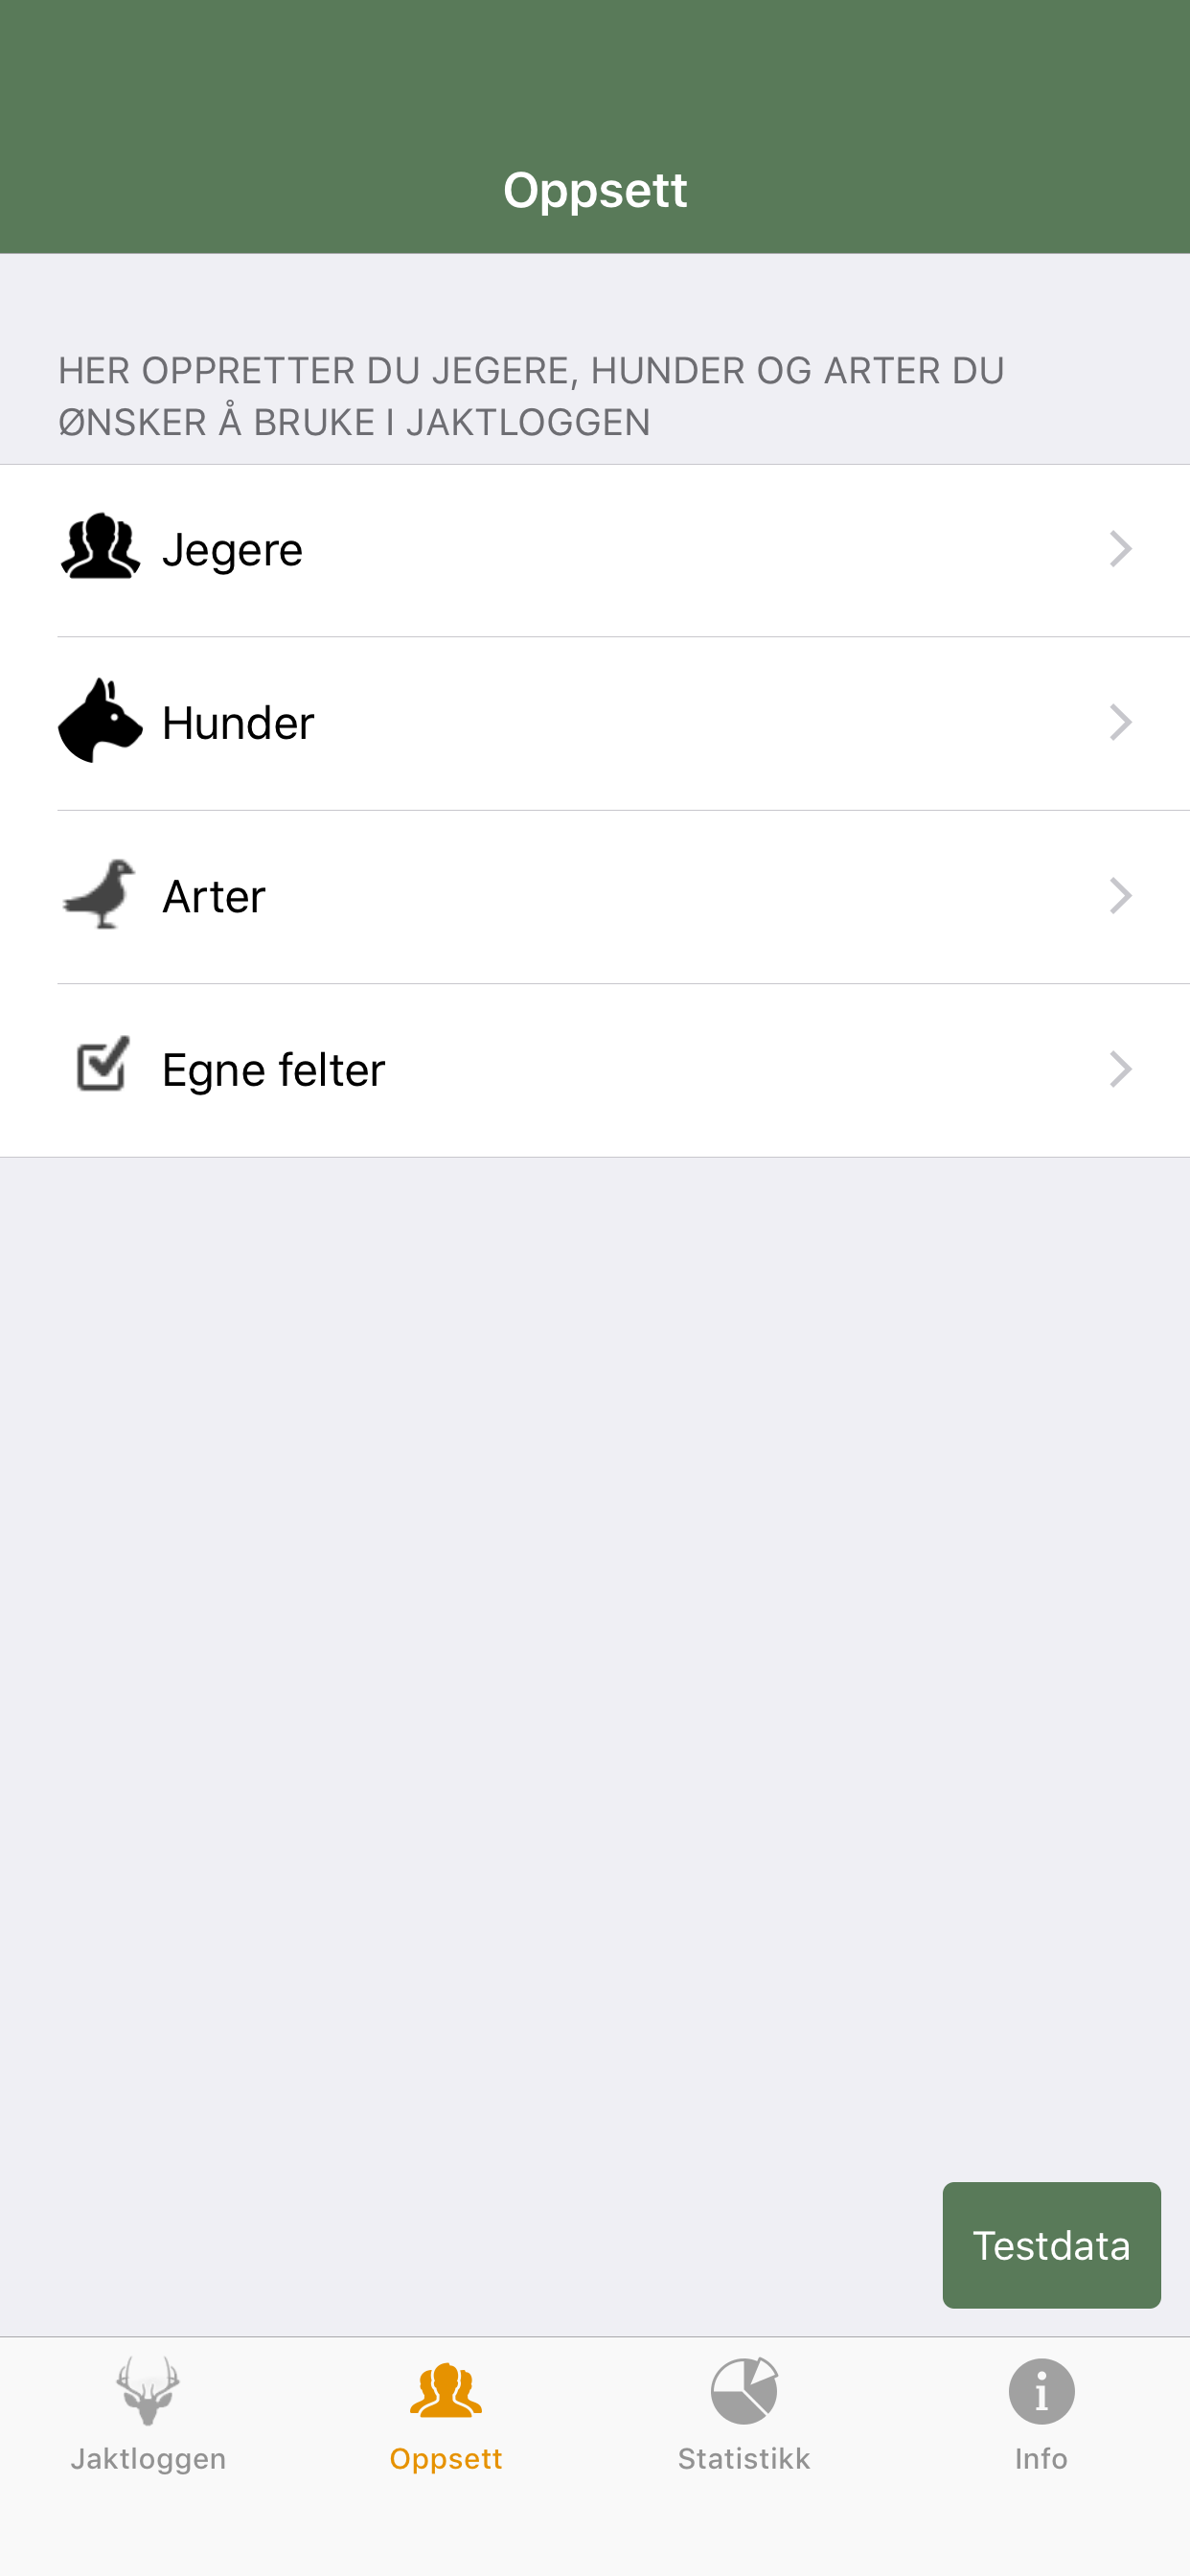 Oppsett
HER OPPRETTER DU JEGERE, HUNDER OG ARTER DU
ØNSKER Å BRUKE I JAKTLOGGEN
Jegere
Hunder
Arter
Egne felter
Testdata
Jaktloggen
Oppsett
Statistikk
Info